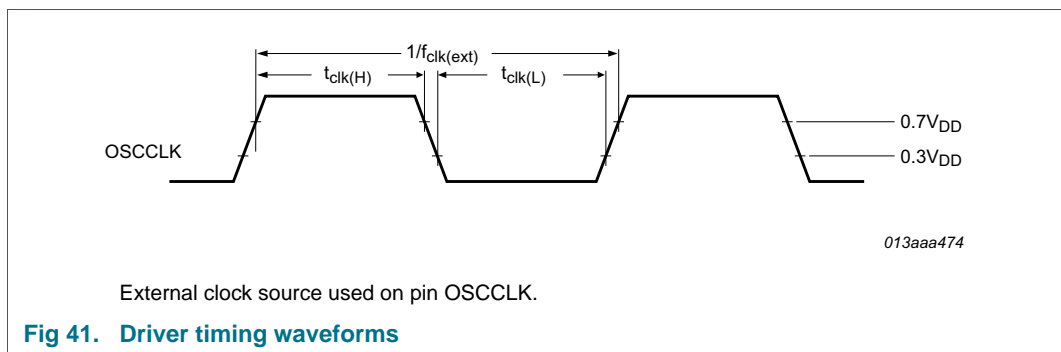 1/fclk(ext)
tclk(H)
tclk(L)
0.7VDD
OSCCLK
0.3VDD
013aaa474
External clock source used on pin OSCCLK.
Fig 41. Driver timing waveforms